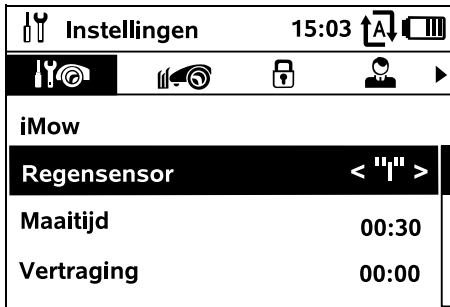 Instellingen 15:03 A
iMow
Regensensor < "I" >
Maaitijd 00:30
Vertraging 00:00